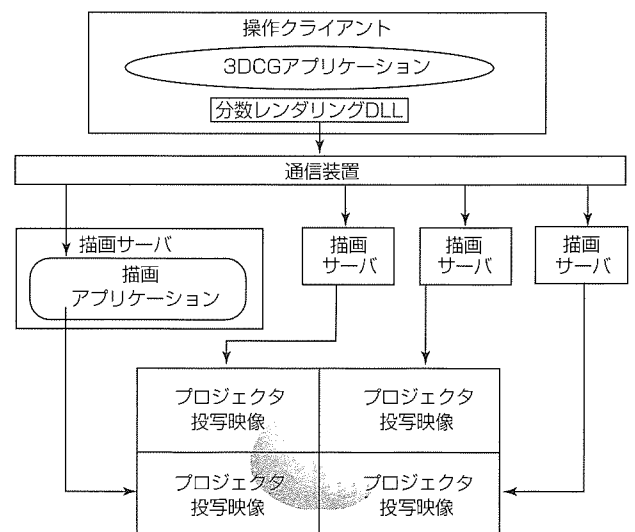 操作クライアント
3DCGアプリケーション
分数レンダリングDLL
通信装置
描画サーバ
描画
アプリケーション
描画
サーバ
描画
サーバ
描画
サーバ
プロジェクタ
投写映像
プロジェクタ
投写映像
プロジェクタ
投写映像
プロジェクタ
投写映像